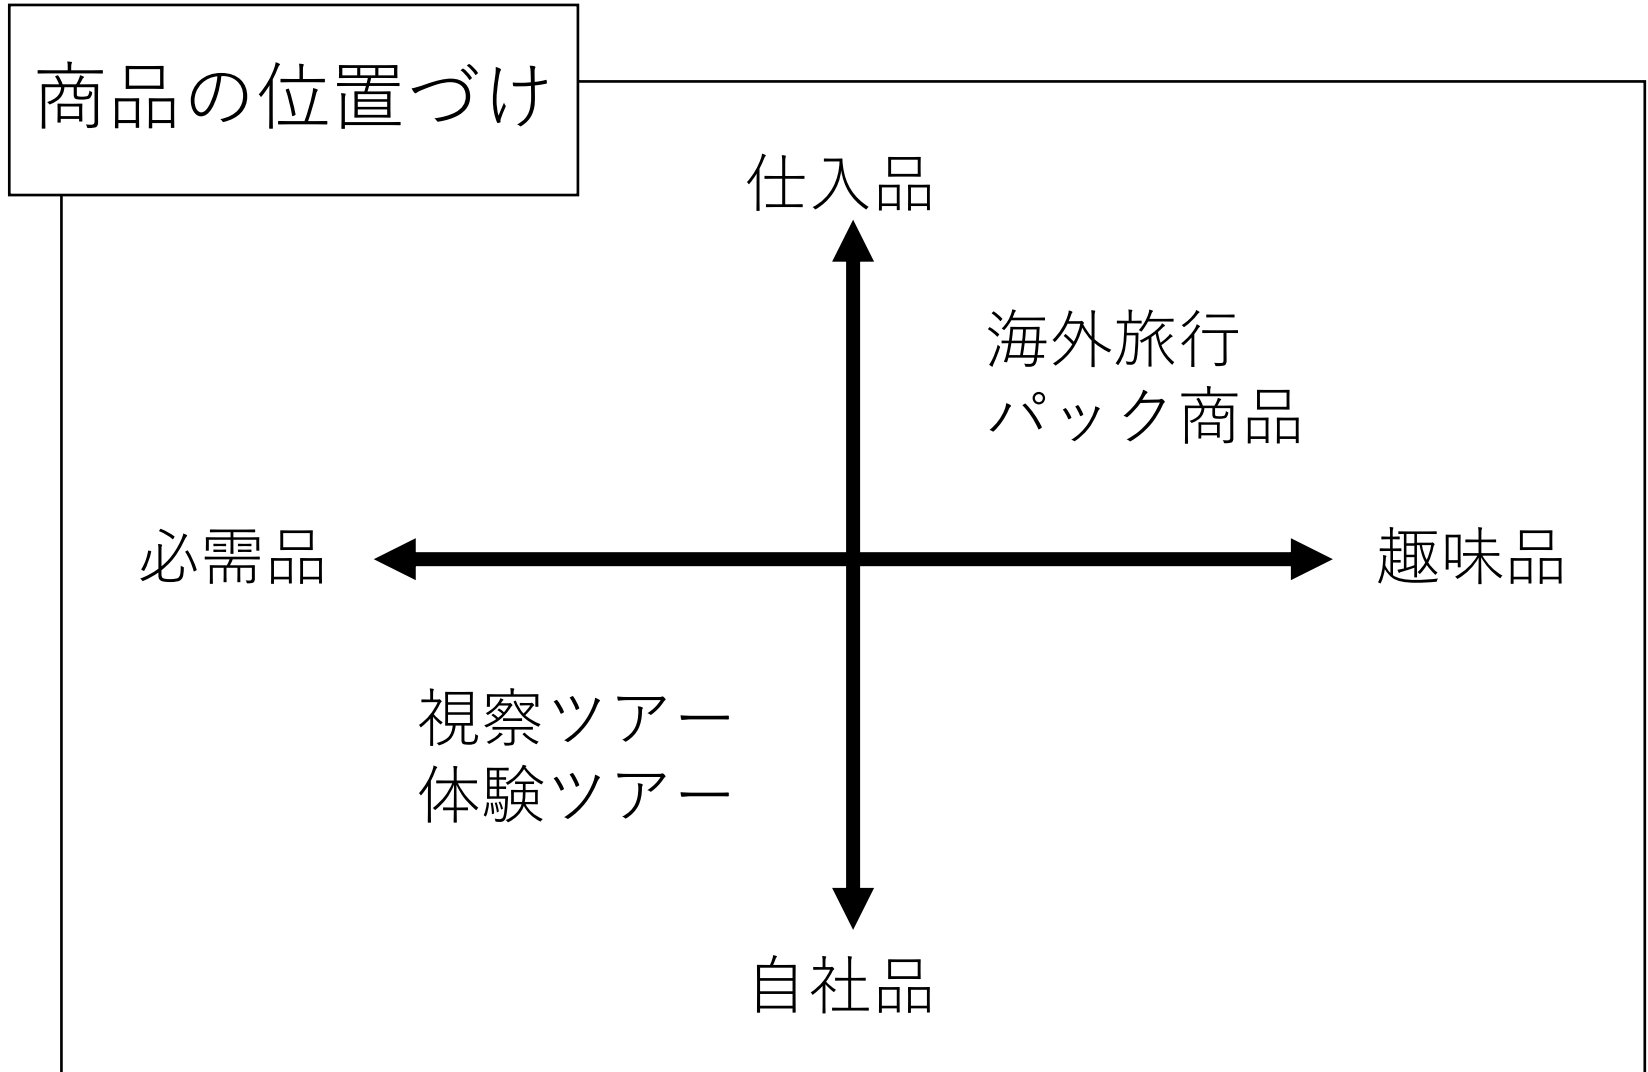 商品の位置づけ
仕入品
海外旅行
パック商品
必需品
趣味品
視察ツアー
体験ツアー
自社品